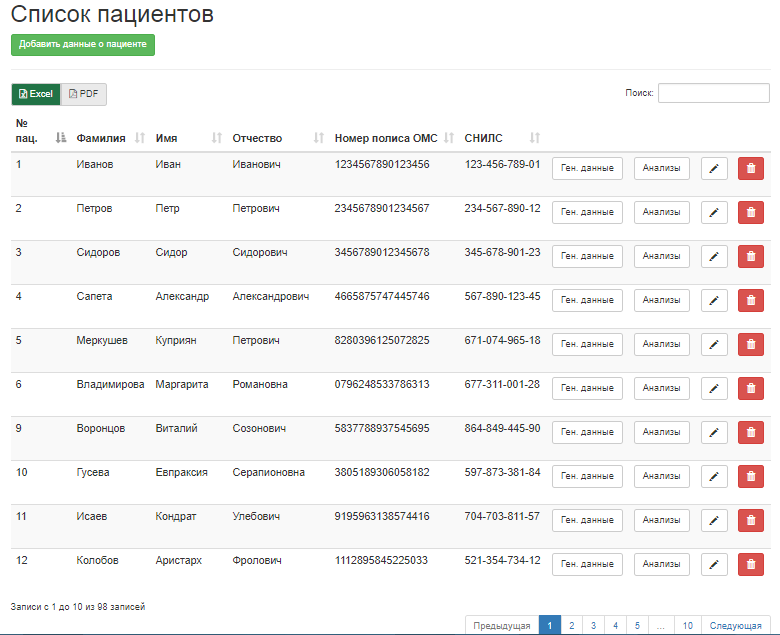 Список пациентов
Добавить данные о пациенте
Excel PDF Поиск:
№ пац. Фамилия Имя Отчество Номер полиса ОМС СНИЛС
1 Иванов Иван Иванович 1234567890123456 123-456-789-01 Ген. данные Анализы
2 Петров Петр Петрович 2345678901234567 234-567-890-12 Ген. данные Анализы
3 Сидоров Сидор Сидорович 3456789012345678 345-678-901-23 Ген. данные Анализы
4 Сапета Александр Александрович 4665875747445746 567-890-123-45 Ген. данные Анализы
5 Меркушев Куприян Петрович 8280396125072825 671-074-965-18 Ген. данные Анализы
6 Владимирова Маргарита Романовна 0796248533786313 677-311-001-28 Ген. данные Анализы
9 Воронцов Виталий Созонович 5837788937545695 864-849-445-90 Ген. данные Анализы
10 Гусева Евпраксия Серапионовна 3805189306058182 597-873-381-84 Ген. данные Анализы
11 Исаев Кондрат Улебович 9195963138574416 704-703-811-57 Ген. данные Анализы
12 Колобов Аристарх Фролович 1112895845225033 521-354-734-12 Ген. данные Анализы
Записи с 1 до 10 из 98 записей
Предыдущая 1 2 3 4 5 ... 10 Следующая